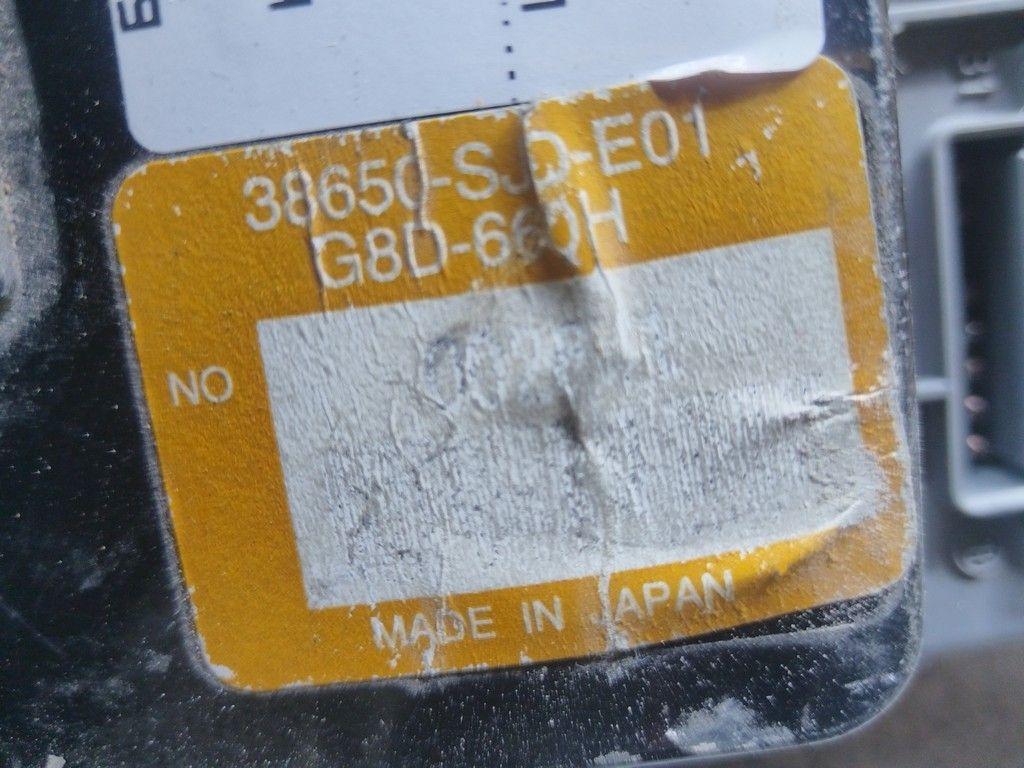 38650-SJD-E01
G8D-660H
NO
MADE IN JAPAN